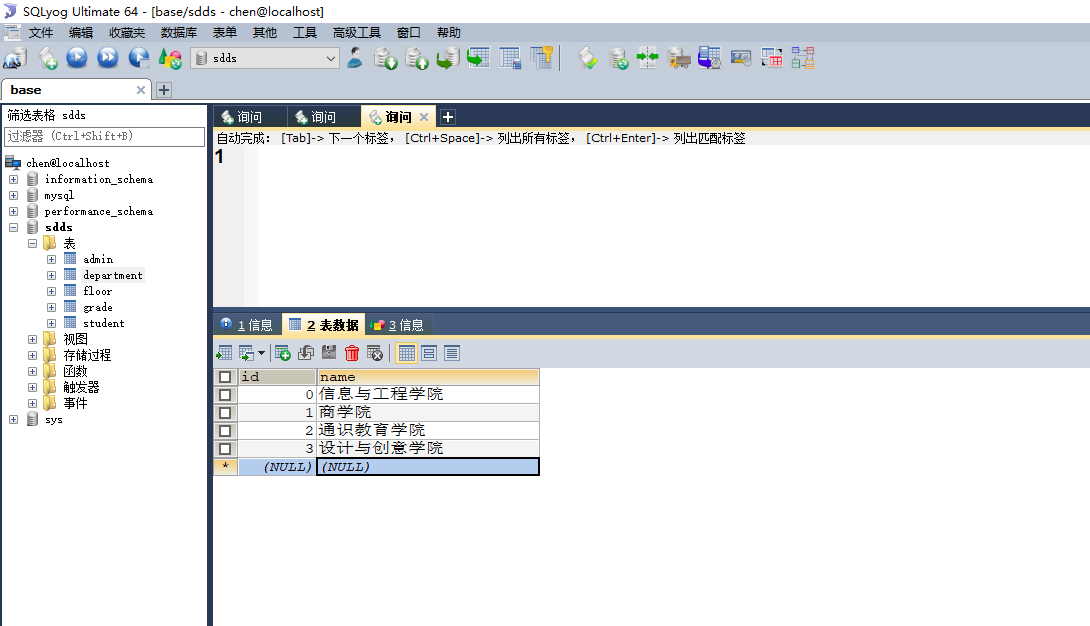 SQLyog Ultimate 64 - [base/sdds - chen@localhost]
文件 编辑 收藏夹 数据库 表单 其他 工具 高级工具 窗口 帮助
sdds
base
筛选表格 sdds
过滤器 (Ctrl+Shift+B)
chen@localhost
information_schema
mysql
performance_schema
sdds
表
admin
department
floor
grade
student
视图
存储过程
函数
触发器
事件
sys
询问 询问 询问
自动完成: [Tab]-> 下一个标签, [Ctrl+Space]-> 列出所有标签, [Ctrl+Enter]-> 列出匹配标签
1
1 信息 2 表数据 3 信息
id name
0 信息与工程学院
1 商学院
2 通识教育学院
3 设计与创意学院
* (NULL) (NULL)